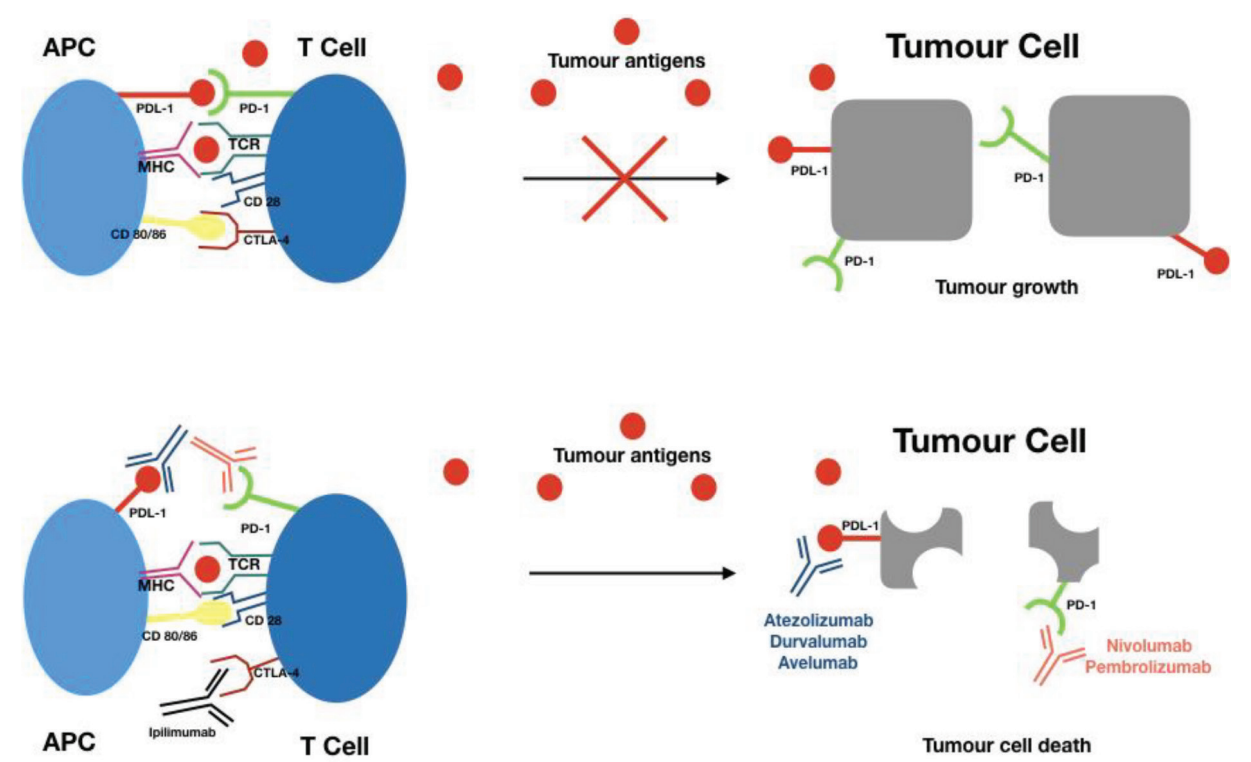 APC
T Cell
Tumour antigens
Tumour Cell
PDL-1
PD-1
TCR
MHC
CD 28
CD 80/86
CTLA-4
PDL-1
PD-1
PD-1
PDL-1
Tumour growth
Tumour antigens
Tumour Cell
PDL-1
PD-1
TCR
MHC
CD 28
CD 80/86
CTLA-4
Ipilimumab
APC
T Cell
PDL-1
Atezolizumab
Durvalumab
Avelumab
PD-1
Nivolumab
Pembrolizumab
Tumour cell death